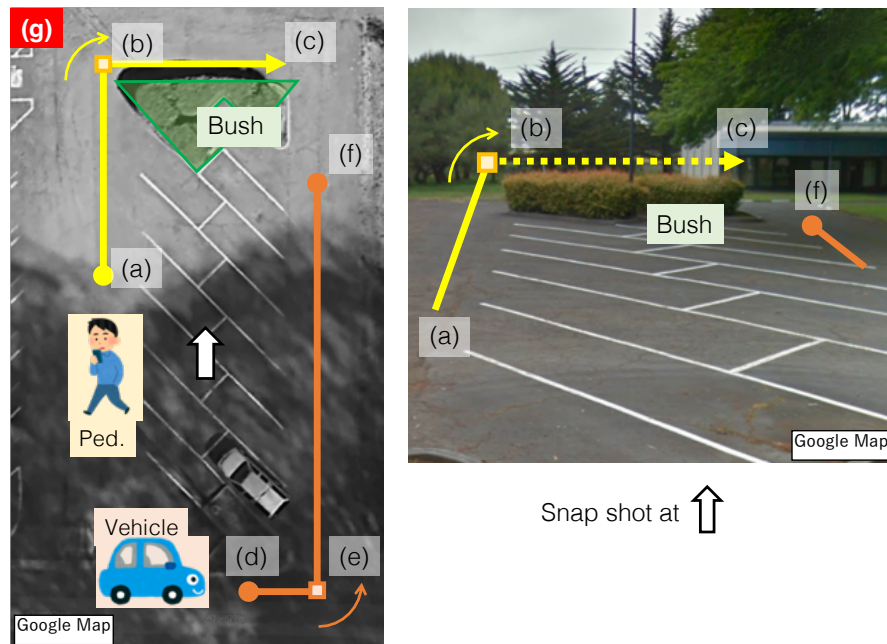 (g)
(b)
(c)
Bush
(f)
(a)
Ped.
Vehicle
(d)
(e)
Google Map
(b)
(c)
(f)
Bush
(a)
Google Map
Snap shot at